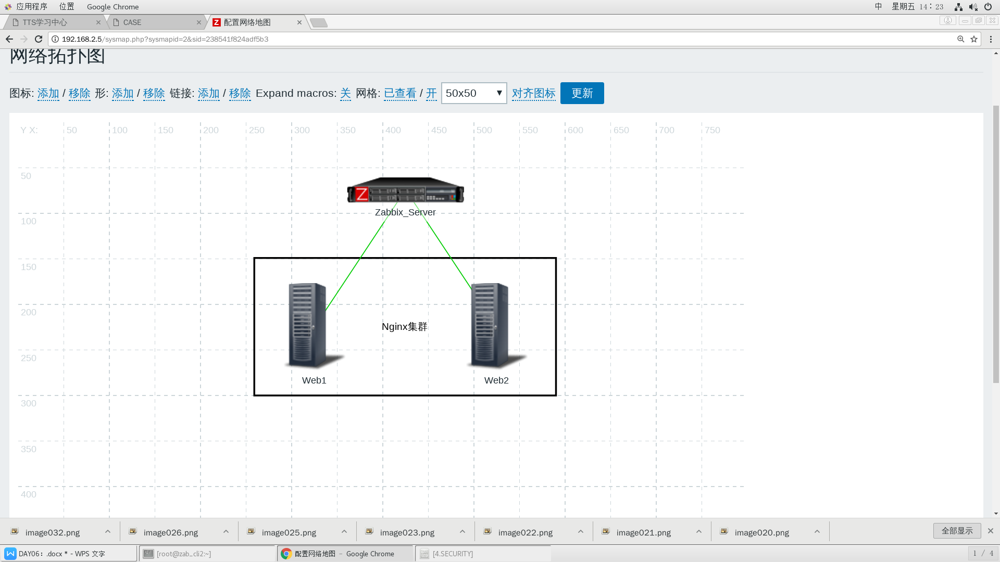 应用程序 位置 Google Chrome 中 星期五 14:23
TTS学习中心 CASE 配置网络地图
192.168.2.5/sysmap.php?sysmapid=2&sid=238541f824adf5b3
网络拓扑图
图标: 添加 / 移除 形: 添加 / 移除 链接: 添加 / 移除 Expand macros: 关 网格: 已查看 / 开 50x50 对齐图标 更新
Y X: 50 100 150 200 250 300 350 400 450 500 550 600 650 700 750
50
Zabbix_Server
100
150
200
Nginx集群
250
Web1 Web2
300
350
400
image032.png image026.png image025.png image023.png image022.png image021.png image020.png 全部显示
DAY06：.docx * - WPS 文字 [root@zab_cli2:~] 配置网络地图 – Google Chrome [4.SECURITY] 1 / 4